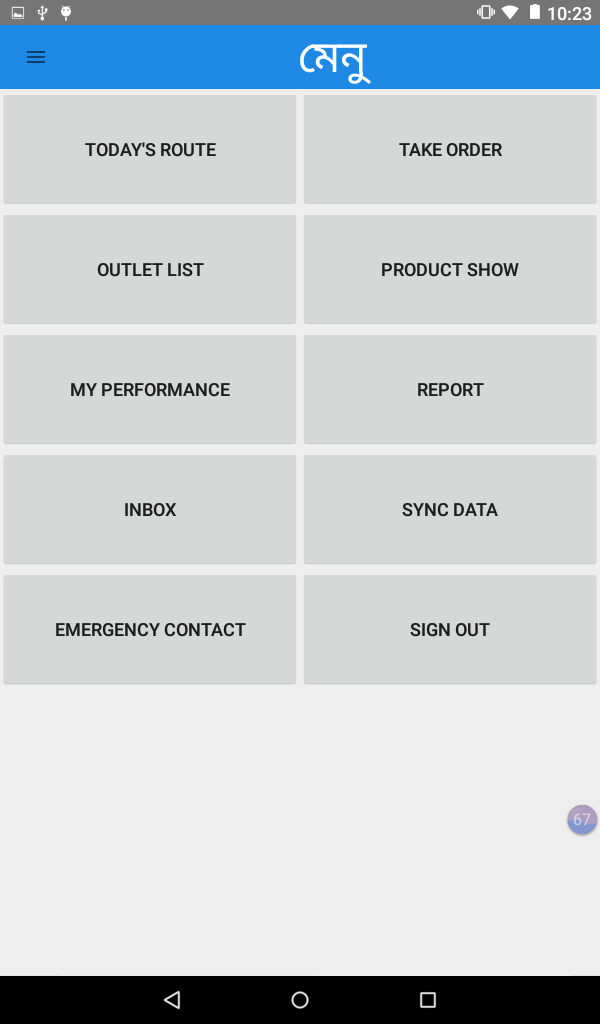 10:23
মেনু
TODAY'S ROUTE
TAKE ORDER
OUTLET LIST
PRODUCT SHOW
MY PERFORMANCE
REPORT
INBOX
SYNC DATA
EMERGENCY CONTACT
SIGN OUT
67